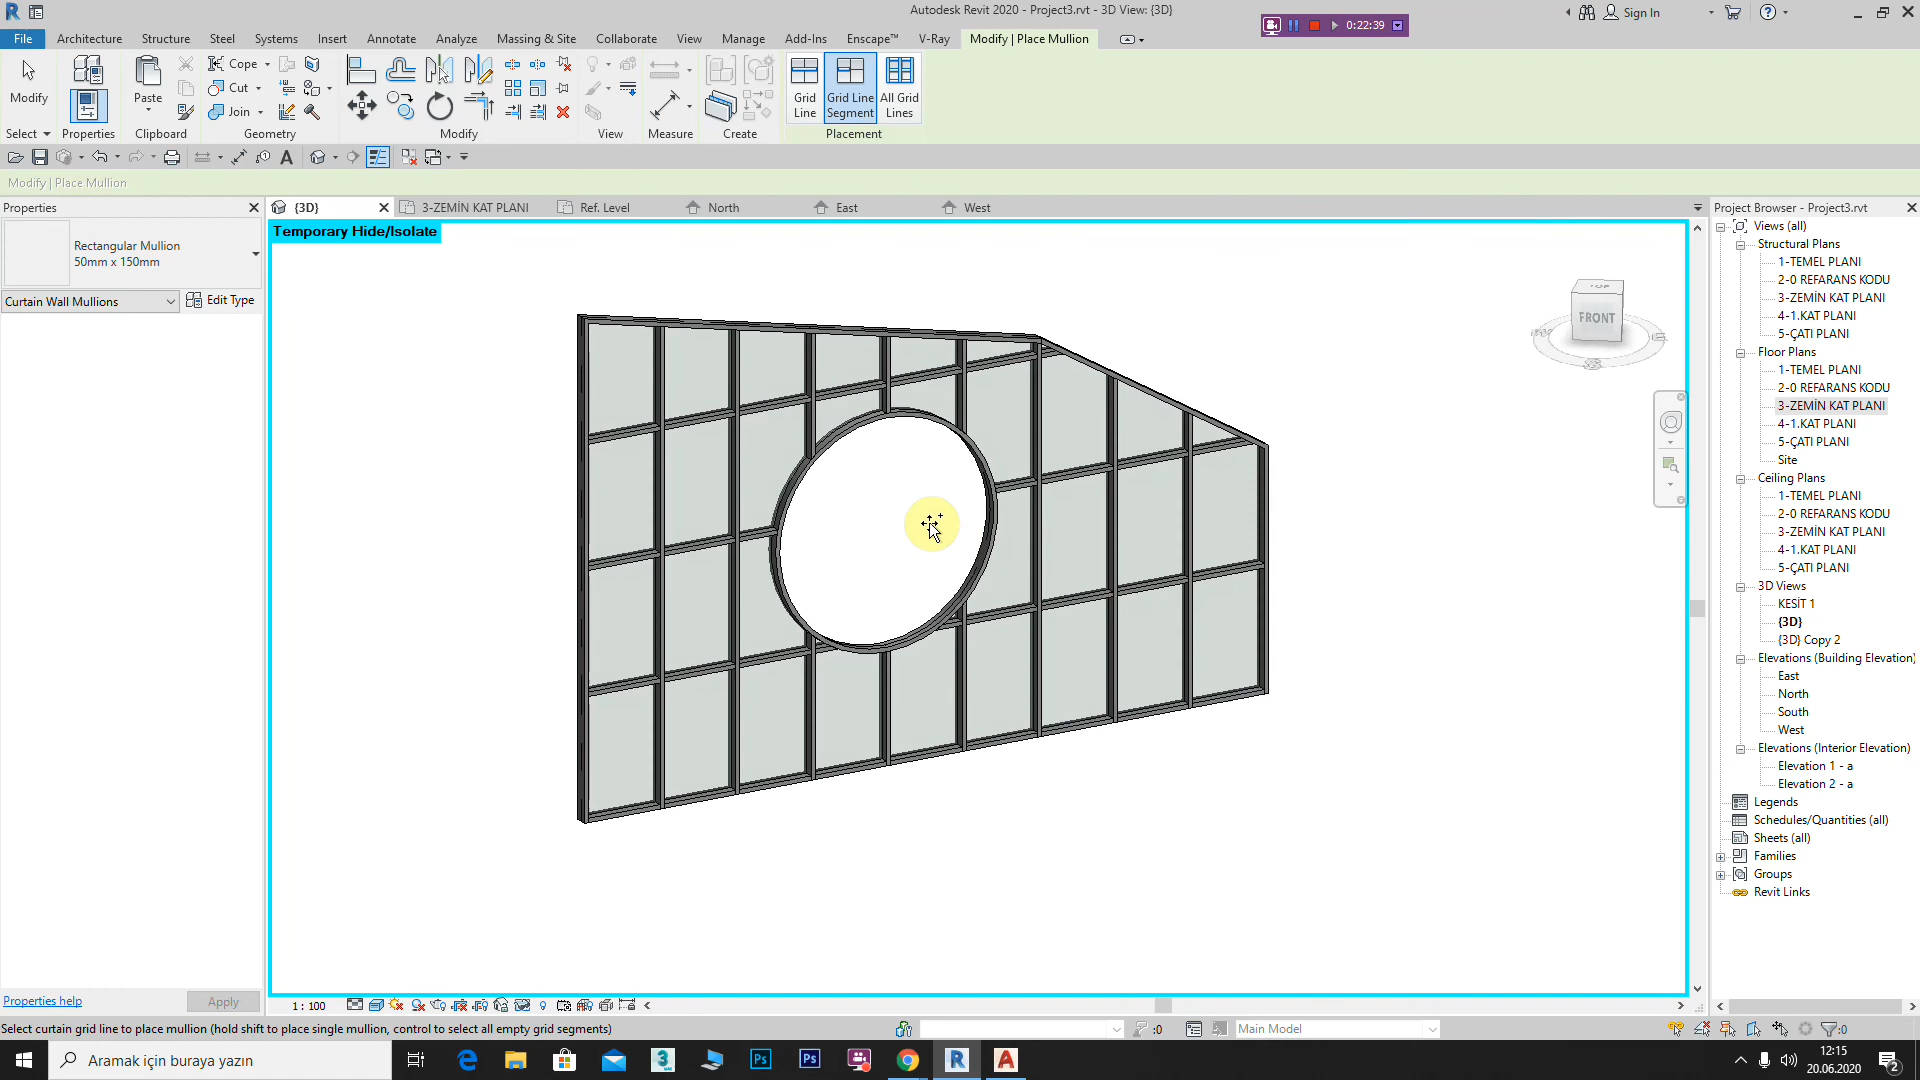 Autodesk Revit 2020 - Project3.rvt - 3D View: {3D}
0:22:39
Sign In
File
Architecture
Structure
Steel
Systems
Insert
Annotate
Analyze
Massing & Site
Collaborate
View
Manage
Add-Ins
Enscape™
V-Ray
Modify | Place Mullion
Modify
Paste
Cope
Cut
Join
Grid Line
Grid Line Segment
All Grid Lines
Select
Properties
Clipboard
Geometry
Modify
View
Measure
Create
Placement
Modify | Place Mullion
Properties
{3D}
3-ZEMİN KAT PLANI
Ref. Level
North
East
West
Project Browser - Project3.rvt
Temporary Hide/Isolate
Rectangular Mullion
50mm x 150mm
Curtain Wall Mullions
Edit Type
TOP
FRONT
Views (all)
Structural Plans
1-TEMEL PLANI
2-0 REFARANS KODU
3-ZEMİN KAT PLANI
4-1.KAT PLANI
5-ÇATI PLANI
Floor Plans
1-TEMEL PLANI
2-0 REFARANS KODU
3-ZEMİN KAT PLANI
4-1.KAT PLANI
5-ÇATI PLANI
Site
Ceiling Plans
1-TEMEL PLANI
2-0 REFARANS KODU
3-ZEMİN KAT PLANI
4-1.KAT PLANI
5-ÇATI PLANI
3D Views
KESİT 1
{3D}
{3D} Copy 2
Elevations (Building Elevation)
East
North
South
West
Elevations (Interior Elevation)
Elevation 1 - a
Elevation 2 - a
Legends
Schedules/Quantities (all)
Sheets (all)
Families
Groups
Revit Links
Properties help
Apply
1 : 100
Select curtain grid line to place mullion (hold shift to place single mullion, control to select all empty grid segments)
:0
Main Model
:0
Aramak için buraya yazın
3
Ps
Ps
R
A
12:15
20.06.2020
2